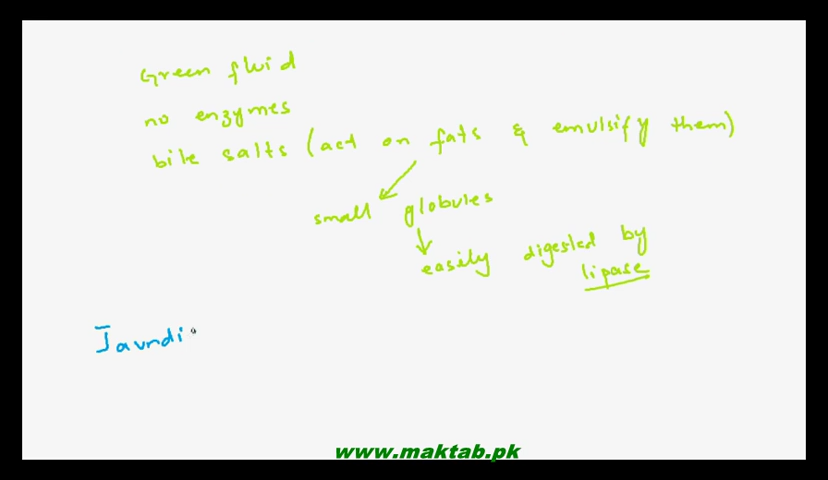 Green fluid
no enzymes
bile salts (act on fats & emulsify them)
small globules
easily digested by
lipase
Jaundi
www.maktab.pk